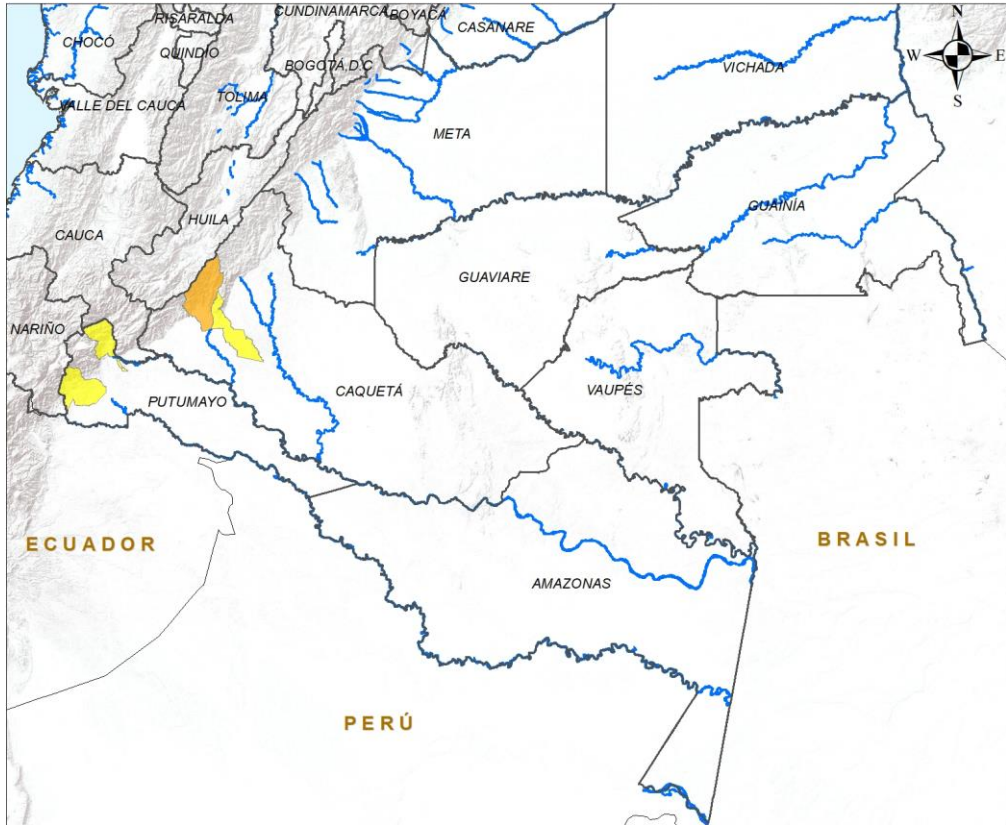 RISARALDA
CUNDINAMARCA
BOYACÁ
CASANARE
CHOCÓ
QUINDÍO
BOGOTÁ D.C
VICHADA
N
W
E
S
VALLE DEL CAUCA
TOLIMA
META
HUILA
GUAINÍA
CAUCA
GUAVIARE
NARIÑO
CAQUETÁ
VAUPÉS
PUTUMAYO
ECUADOR
BRASIL
AMAZONAS
PERÚ